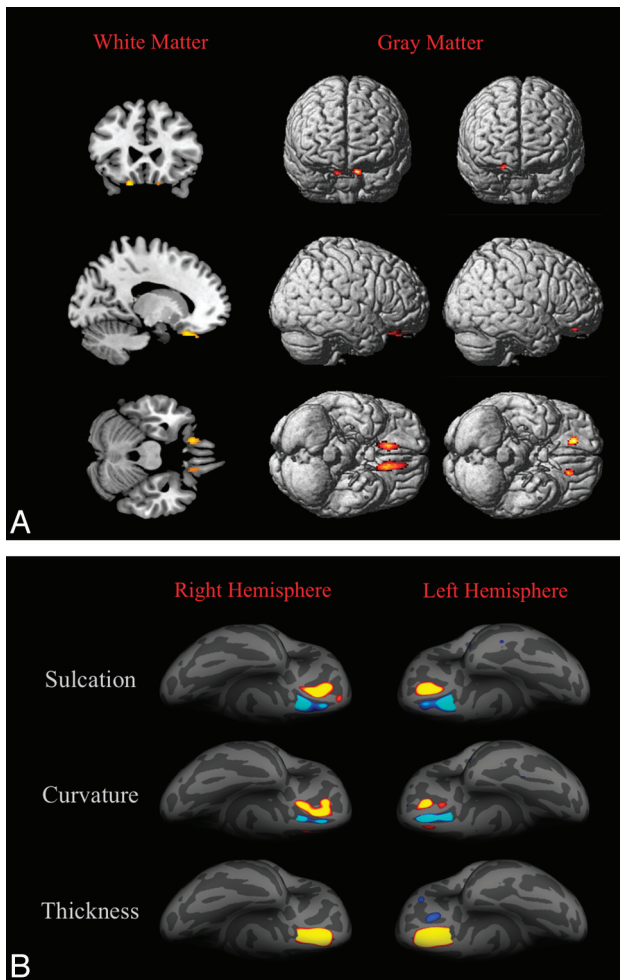 White Matter
Gray Matter
A
Right Hemisphere
Left Hemisphere
Sulcation
Curvature
Thickness
B